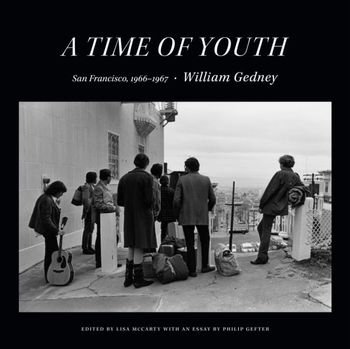 A TIME OF YOUTH
San Francisco, 1966–1967 · William Gedney
EDITED BY LISA MCCARTY WITH AN ESSAY BY PHILIP GEFTER